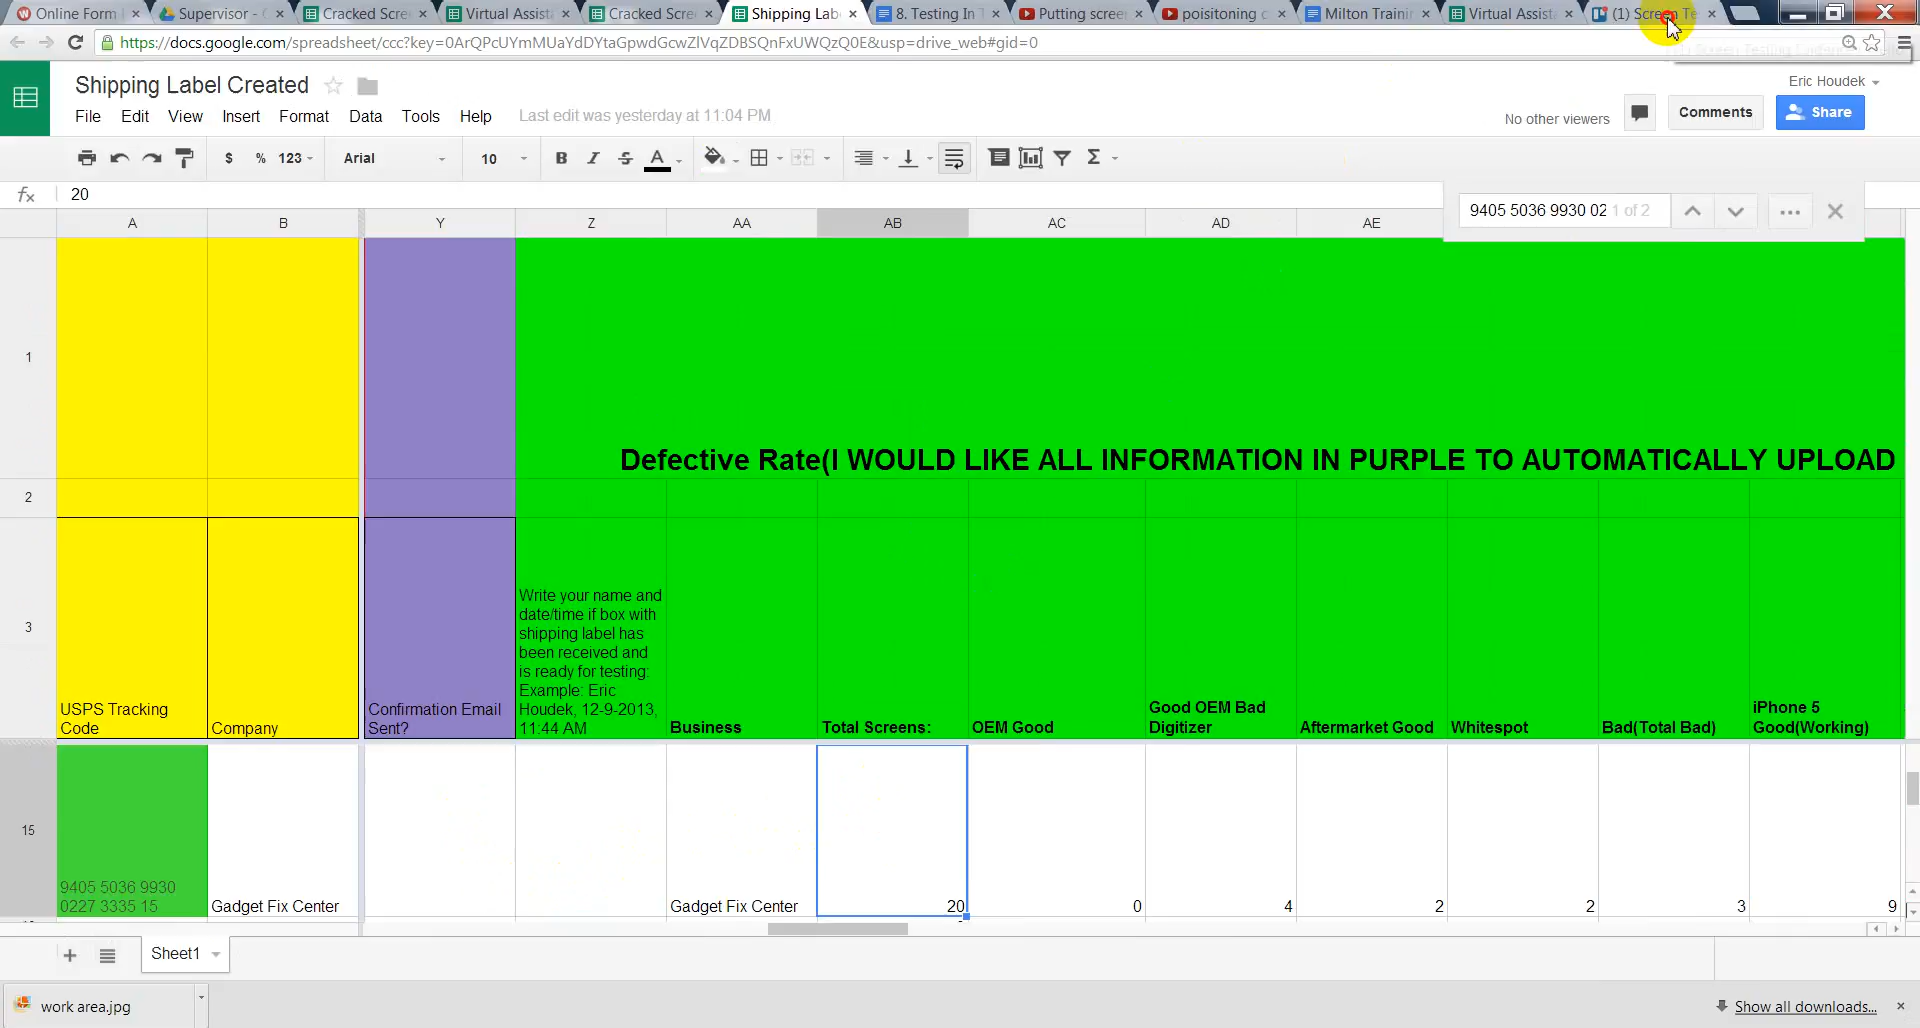 Online Form
Supervisor -
Cracked Scre
Virtual Assist
Cracked Scre
Shipping Lab
8. Testing In
Putting scree
poisitoning c
Milton Traini
Virtual Assist
(1) Screen Te
https://docs.google.com/spreadsheet/ccc?key=0ArQPcUYmMUaYdDYtaGpwdGcwZlVqZDBSQnFxUWQzQ0E&usp=drive_web#gid=0
Shipping Label Created
Eric Houdek
File Edit View Insert Format Data Tools Help Last edit was yesterday at 11:04 PM
No other viewers
Comments
Share
$ % 123 Arial 10 B I S A Σ
fx 20
9405 5036 9930 02 1 of 2
A B Y Z AA AB AC AD AE
1
Defective Rate(I WOULD LIKE ALL INFORMATION IN PURPLE TO AUTOMATICALLY UPLOAD
2
3
USPS Tracking
Code
Company
Confirmation Email
Sent?
Write your name and
date/time if box with
shipping label has
been received and
is ready for testing:
Example: Eric
Houdek, 12-9-2013,
11:44 AM
Business
Total Screens:
OEM Good
Good OEM Bad
Digitizer
Aftermarket Good
Whitespot
Bad(Total Bad)
iPhone 5
Good(Working)
15
9405 5036 9930
0227 3335 15
Gadget Fix Center
Gadget Fix Center
20 0 4 2 2 3 9
Sheet1
work area.jpg
Show all downloads...